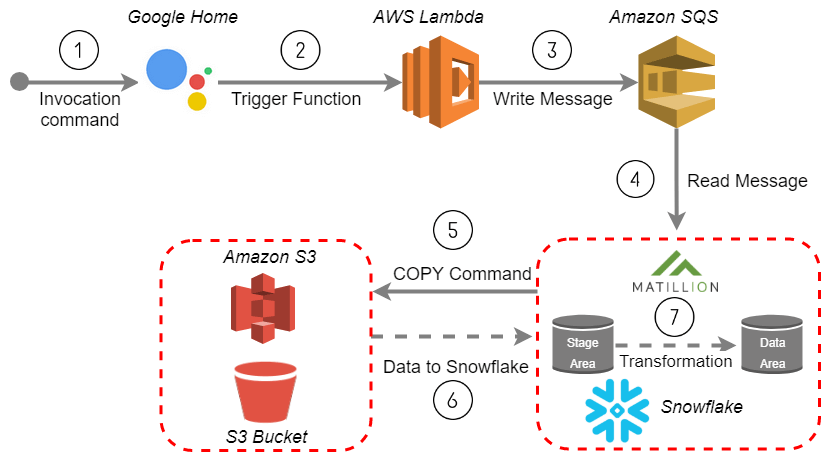 Google Home
AWS Lambda
Amazon SQS
1
2
3
Invocation
command
Trigger Function
Write Message
4
Read Message
5
Amazon S3
COPY Command
MATILLION
7
Stage
Area
Data
Area
Transformation
Data to Snowflake
6
Snowflake
S3 Bucket